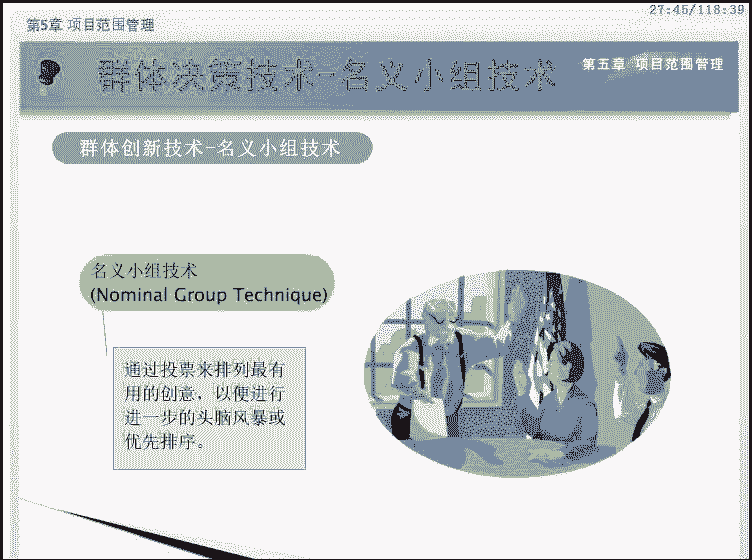 27:45/118:39
第5章 项目范围管理
群体决策技术-名义小组技术
第五章 项目范围管理
群体创新技术-名义小组技术
名义小组技术
(Nominal Group Technique)
通过投票来排列最有
用的创意，以便进行
进一步的头脑风暴或
优先排序。